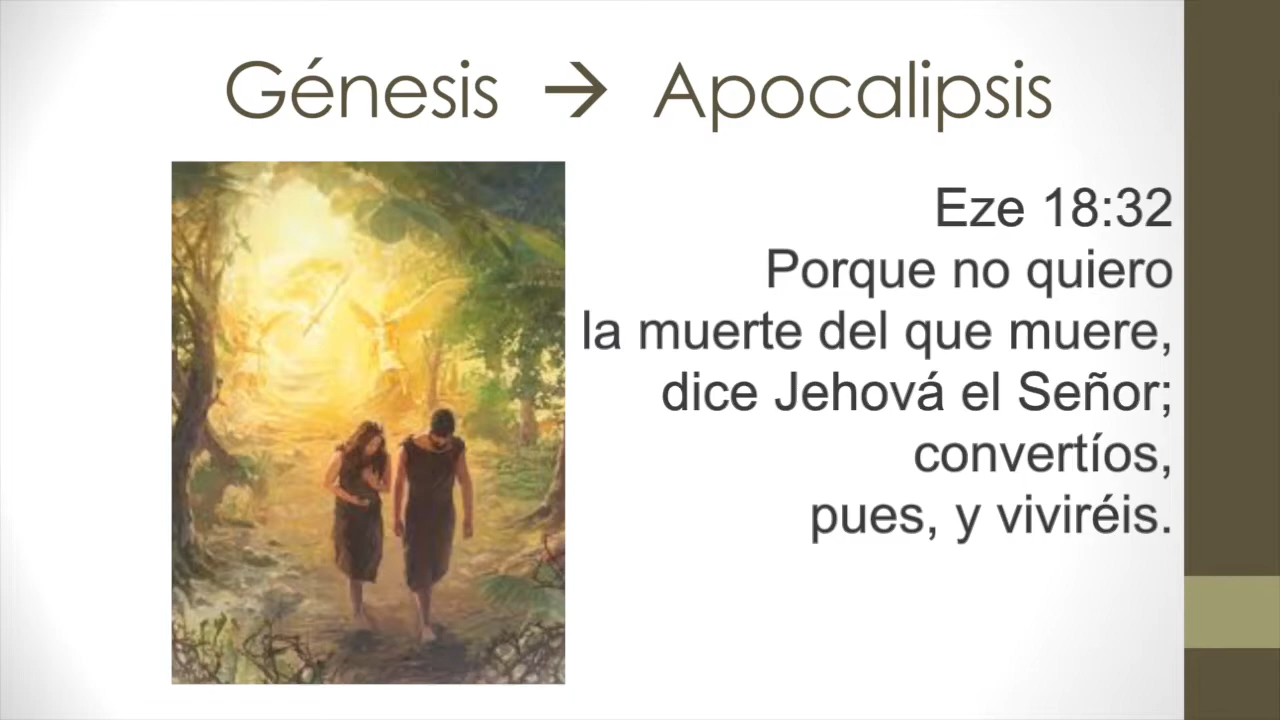 Génesis → Apocalipsis
Eze 18:32
Porque no quiero
la muerte del que muere,
dice Jehová el Señor;
convertíos,
pues, y viviréis.